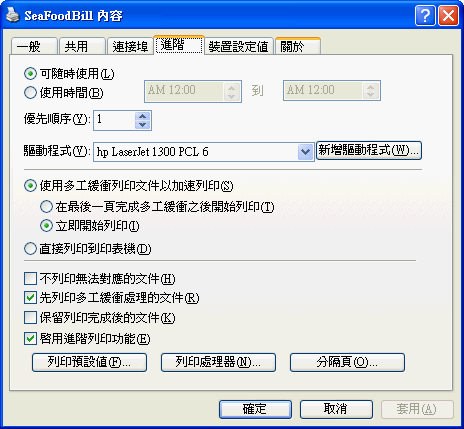 SeaFoodBill 內容
一般 共用 連接埠 進階 裝置設定值 關於
可隨時使用(L)
使用時間(B) AM 12:00 到 AM 12:00
優先順序(Y): 1
驅動程式(V): hp LaserJet 1300 PCL 6 新增驅動程式(W)...
使用多工緩衝列印文件以加速列印(S)
在最後一頁完成多工緩衝之後開始列印(T)
立即開始列印(I)
直接列印到印表機(D)
不列印無法對應的文件(H)
先列印多工緩衝處理的文件(R)
保留列印完成後的文件(K)
啓用進階列印功能(E)
列印預設值(F)... 列印處理器(N)... 分隔頁(O)...
確定 取消 套用(A)